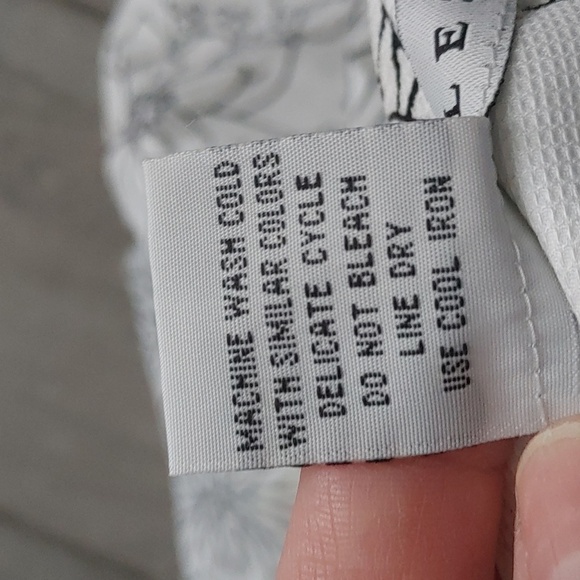 MACHINE WASH COLD
WITH SIMILAR COLORS
DELICATE CYCLE
DO NOT BLEACH
LINE DRY
USE COOL IRON